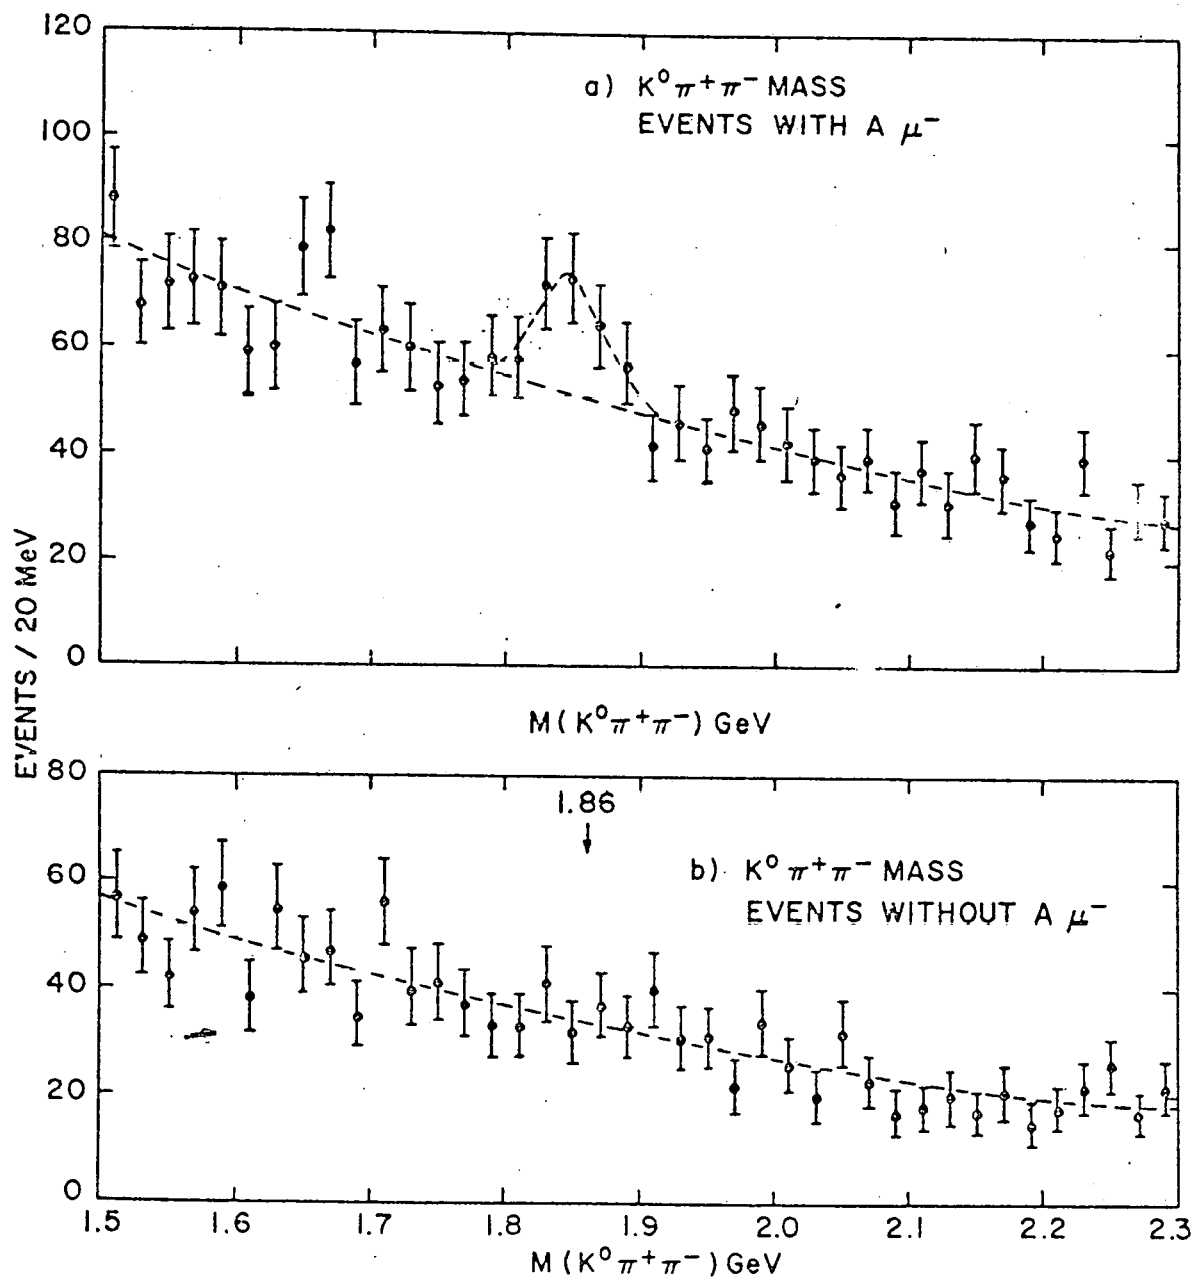 120
a) K⁰π⁺π⁻ MASS
EVENTS WITH A μ⁻
100
80
60
40
20
0
EVENTS / 20 MeV
M(K⁰π⁺π⁻) GeV
80
1.86
b) K⁰π⁺π⁻ MASS
EVENTS WITHOUT A μ⁻
60
40
20
0
1.5 1.6 1.7 1.8 1.9 2.0 2.1 2.2 2.3
M(K⁰π⁺π⁻) GeV